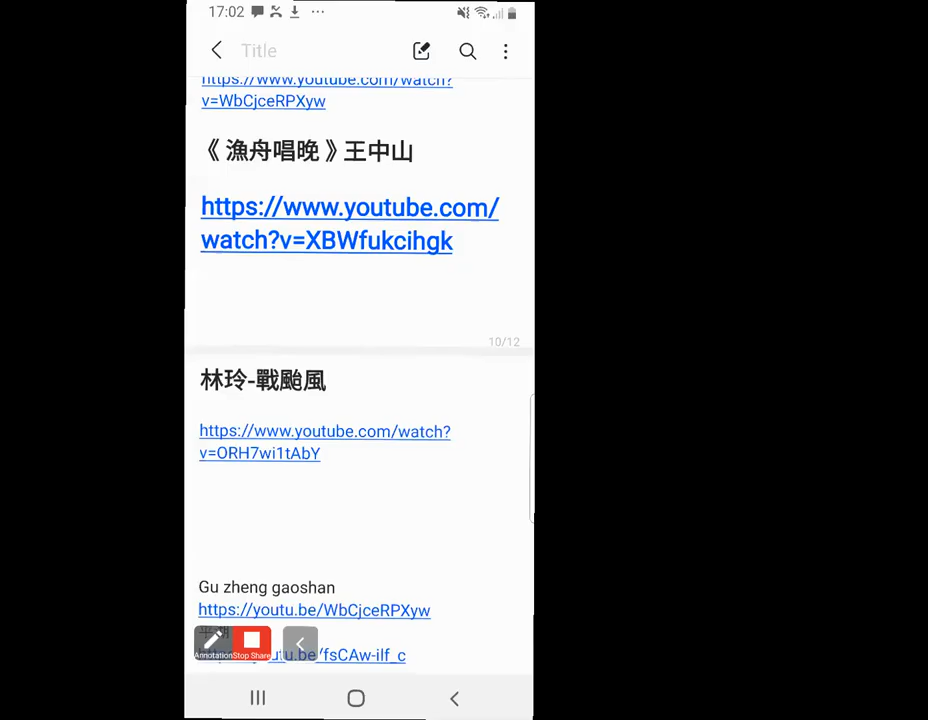 17:02
Title
https://www.youtube.com/watch?
v=WbCjceRPXyw
《 漁舟唱晚 》王中山
https://www.youtube.com/
watch?v=XBWfukcihgk
10/12
林玲-戰颱風
https://www.youtube.com/watch?
v=ORH7wi1tAbY
Gu zheng gaoshan
https://youtu.be/WbCjceRPXyw
Annotation Stop Share
utu.be/fsCAw-ilf_c